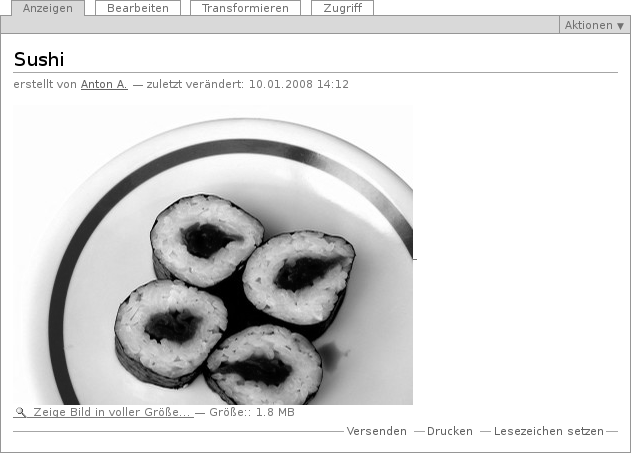 Anzeigen Bearbeiten Transformieren Zugriff
Aktionen ▼
Sushi
erstellt von Anton A. — zuletzt verändert: 10.01.2008 14:12
Zeige Bild in voller Größe... — Größe:: 1.8 MB
Versenden — Drucken — Lesezeichen setzen —